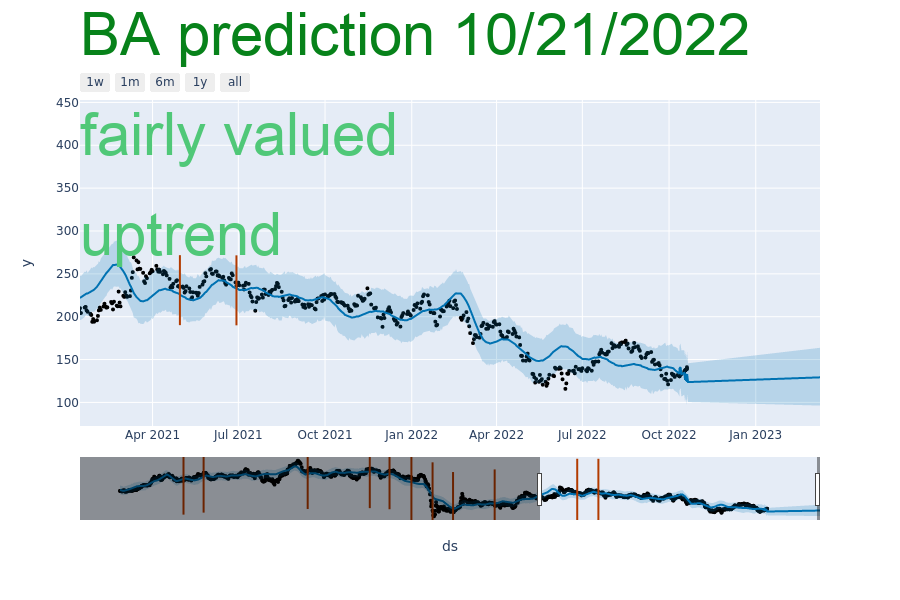 BA prediction 10/21/2022
1w 1m 6m 1y all
450
fairly valued
400
350
300
uptrend
250
y
200
150
100
Apr 2021 Jul 2021 Oct 2021 Jan 2022 Apr 2022 Jul 2022 Oct 2022 Jan 2023
ds